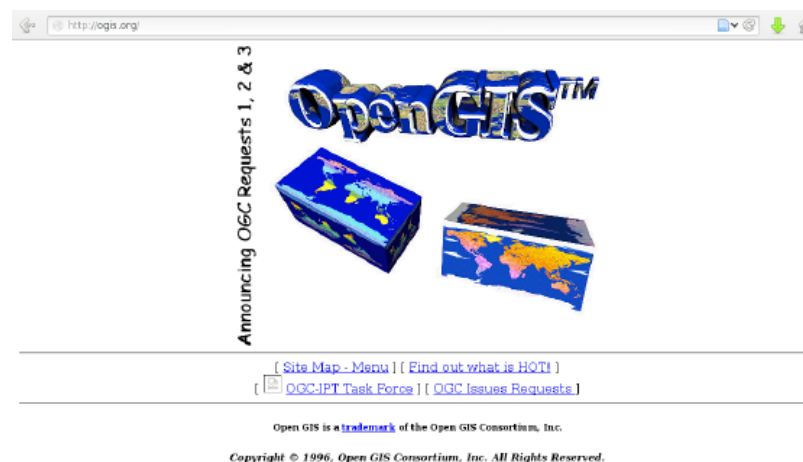 http://ogis.org/
Announcing OGC Requests 1, 2 & 3
OpenGIS™
[ Site Map - Menu ] [ Find out what is HOT! ]
[ OGC-IPT Task Force ] [ OGC Issues Requests ]
Open GIS is a trademark of the Open GIS Consortium, Inc.
Copyright © 1996, Open GIS Consortium, Inc. All Rights Reserved.